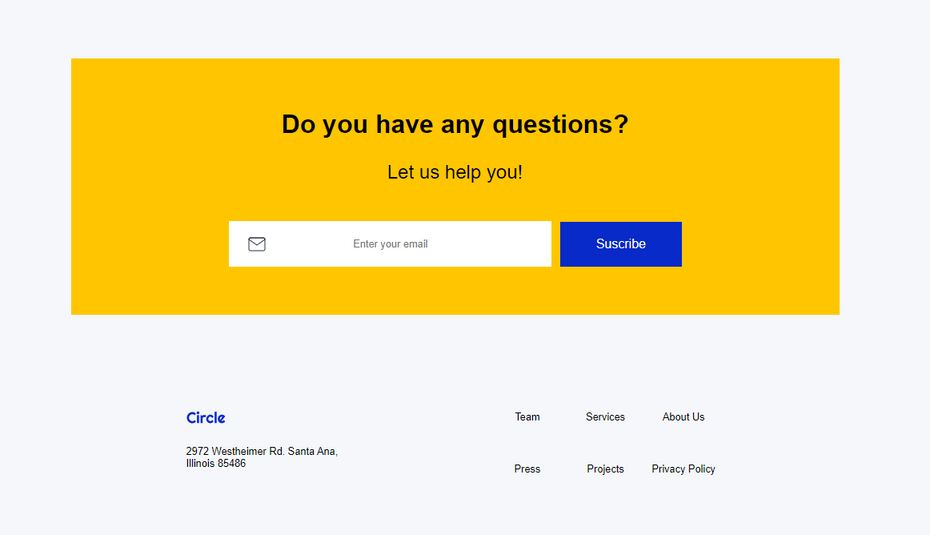 Do you have any questions?
Let us help you!
Enter your email
Suscribe
Circle
2972 Westheimer Rd. Santa Ana,
Illinois 85486
Team Services About Us
Press Projects Privacy Policy